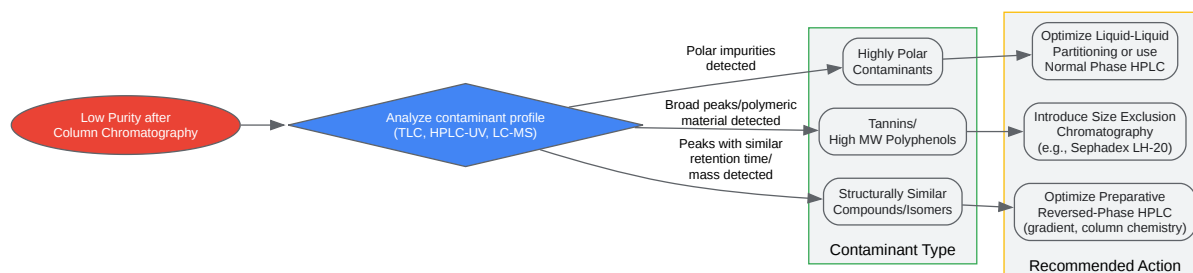 Low Purity after
Column Chromatography
Analyze contaminant profile
(TLC, HPLC-UV, LC-MS)
Polar impurities
detected
Broad peaks/polymeric
material detected
Peaks with similar
retention time/
mass detected
Highly Polar
Contaminants
Tannins/
High MW Polyphenols
Structurally Similar
Compounds/Isomers
Contaminant Type
Optimize Liquid-Liquid
Partitioning or use
Normal Phase HPLC
Introduce Size Exclusion
Chromatography
(e.g., Sephadex LH-20)
Optimize Preparative
Reversed-Phase HPLC
(gradient, column chemistry)
Recommended Action